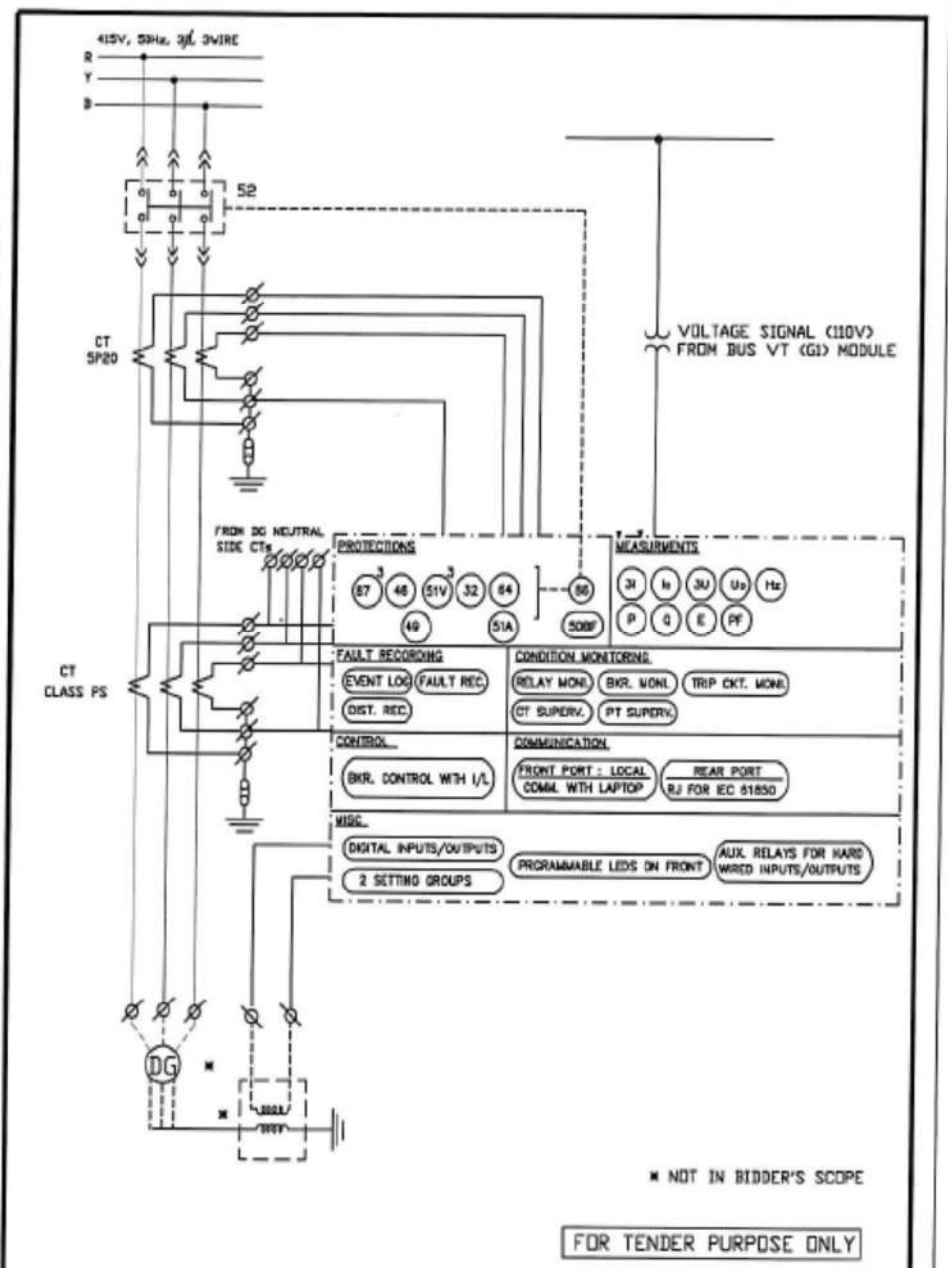 415V, 50Hz, 3Ø, 3WIRE
R
Y
B
52
CT
5P20
VOLTAGE SIGNAL (110V)
FROM BUS VT (G1) MODULE
FROM DG NEUTRAL
SIDE CTs
PROTECTIONS
87 3 46 51V 3 32 64 86
49 51A 50BF
MEASURMENTS
3I Io 3U Uo Hz
P Q E PF
CT
CLASS PS
FAULT RECORDING
EVENT LOG FAULT REC.
DIST. REC.
CONDITION MONITORING
RELAY MONI. BKR. MONI. TRIP CKT. MONI.
CT SUPERV. PT SUPERV.
CONTROL
BKR. CONTROL WITH I/L
COMMUNICATION
FRONT PORT : LOCAL
COMM. WITH LAPTOP
REAR PORT
RJ FOR IEC 61850
MISC.
DIGITAL INPUTS/OUTPUTS
2 SETTING GROUPS
PRGRAMMABLE LEDS ON FRONT
AUX. RELAYS FOR HARD
WIRED INPUTS/OUTPUTS
DG *
*
* NOT IN BIDDER'S SCOPE
FOR TENDER PURPOSE ONLY